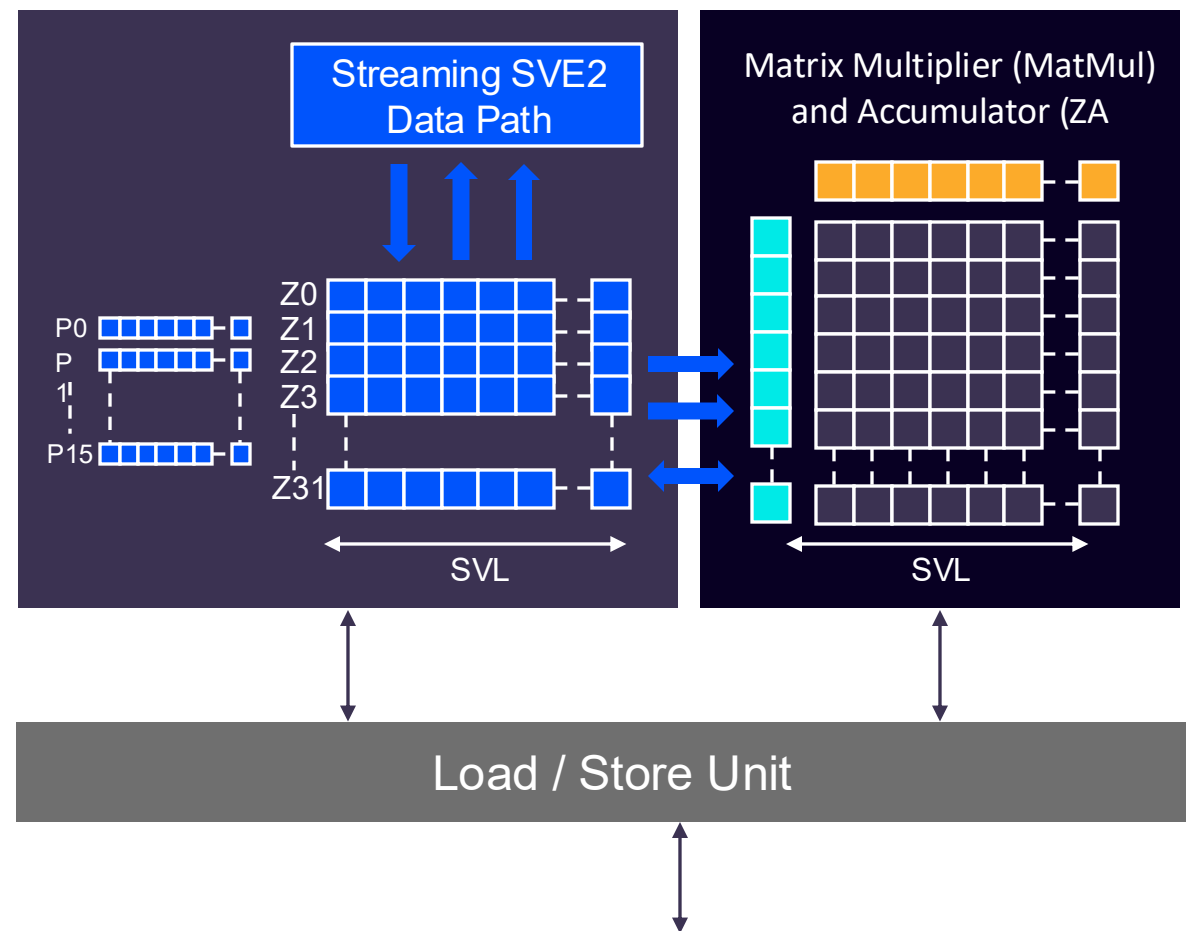 Streaming SVE2
Data Path
Matrix Multiplier (MatMul)
and Accumulator (ZA
Z0
Z1
Z2
Z3
Z31
P0
P
1
P15
SVL
SVL
Load / Store Unit